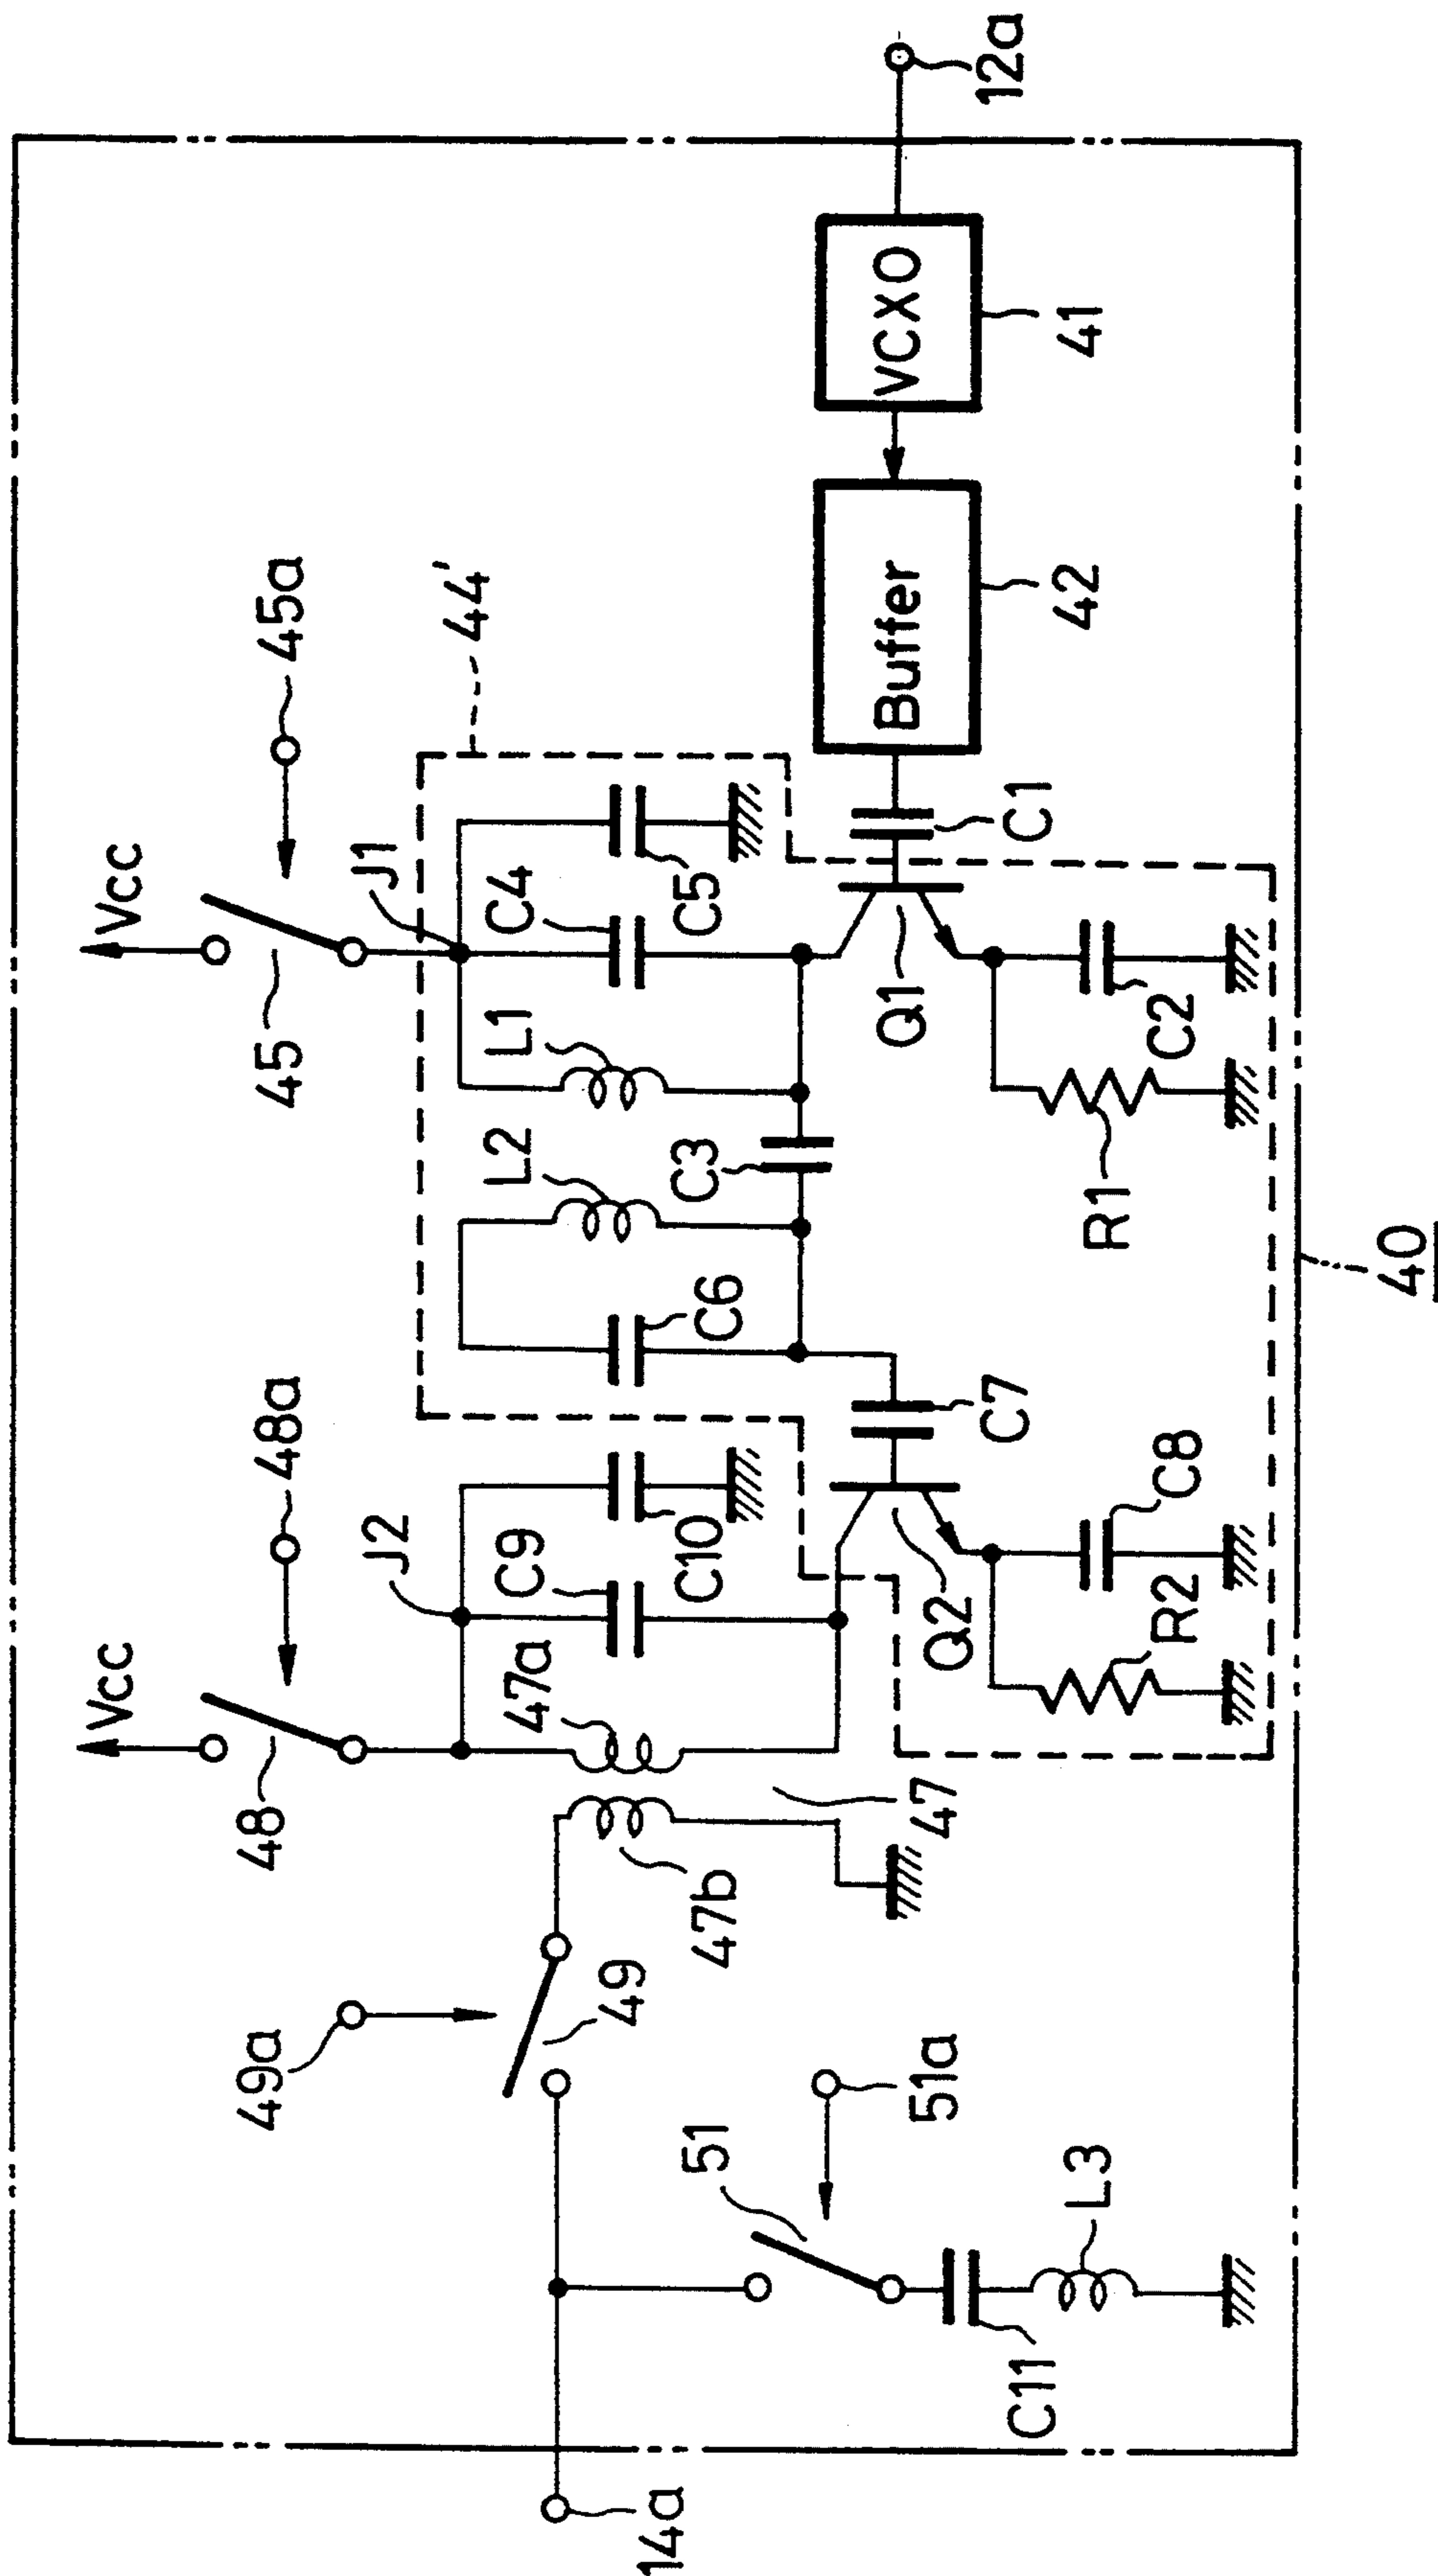 12a
VCXO
41
Buffer
42
C1
45a
Vcc
45
J1
44'
C4
C5
L1
L2
C3
Q1
C2
R1
40
48a
Vcc
48
J2
C6
C7
C9
C10
47a
Q2
C8
R2
47
47b
49a
49
51a
51
L3
C11
14a